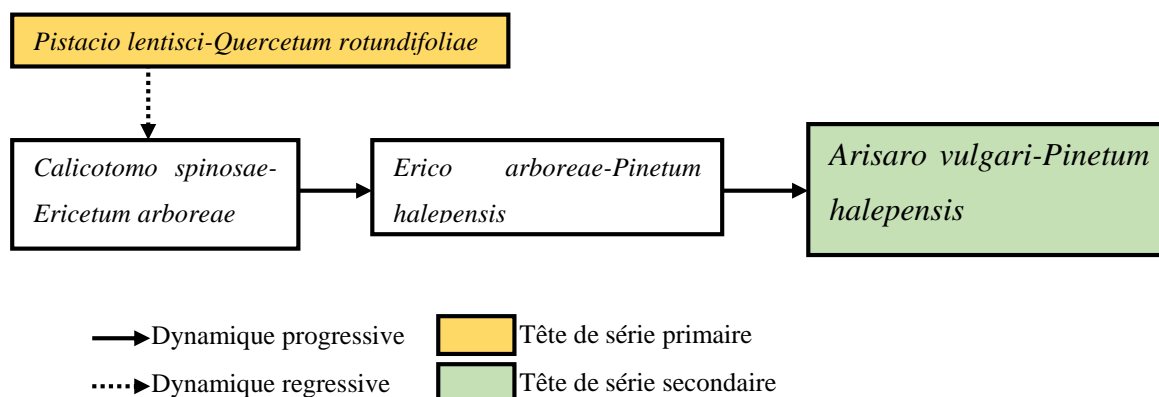 Pistacio lentisci-Quercetum rotundifoliae
Calicotomo spinosae-
Ericetum arboreae
Erico arboreae-Pinetum
halepensis
Arisaro vulgari-Pinetum
halepensis
Dynamique progressive
Tête de série primaire
Dynamique regressive
Tête de série secondaire